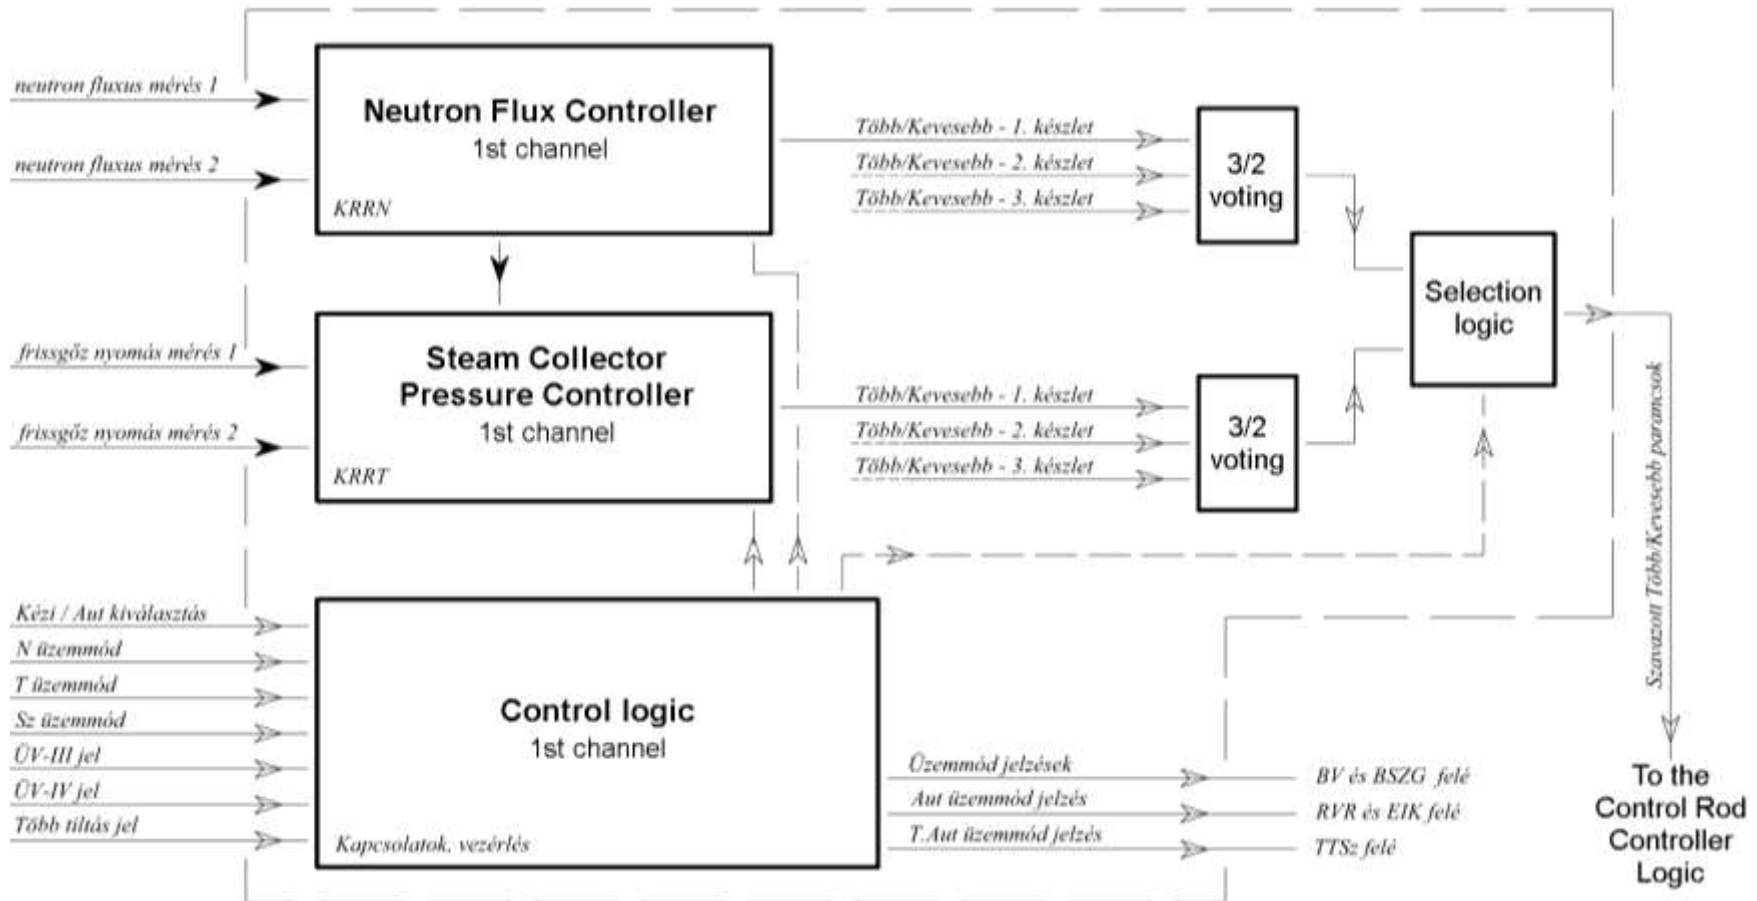 neutron fluxus mérés 1
neutron fluxus mérés 2
Neutron Flux Controller
1st channel
KRRN
Több/Kevesebb - 1. készlet
Több/Kevesebb - 2. készlet
Több/Kevesebb - 3. készlet
3/2
voting
Selection
logic
frissgőz nyomás mérés 1
frissgőz nyomás mérés 2
Steam Collector
Pressure Controller
1st channel
KRRT
Több/Kevesebb - 1. készlet
Több/Kevesebb - 2. készlet
Több/Kevesebb - 3. készlet
3/2
voting
Szavazott Több/Kevesebb parancsok
Kézi / Aut kiválasztás
N üzemmód
T üzemmód
Sz üzemmód
ÜV-III jel
ÜV-IV jel
Több tiltás jel
Control logic
1st channel
Kapcsolatok, vezérlés
Üzemmód jelzések
Aut üzemmód jelzés
T.Aut üzemmód jelzés
BV és BSZG felé
RVR és EIK felé
TTSz felé
To the
Control Rod
Controller
Logic